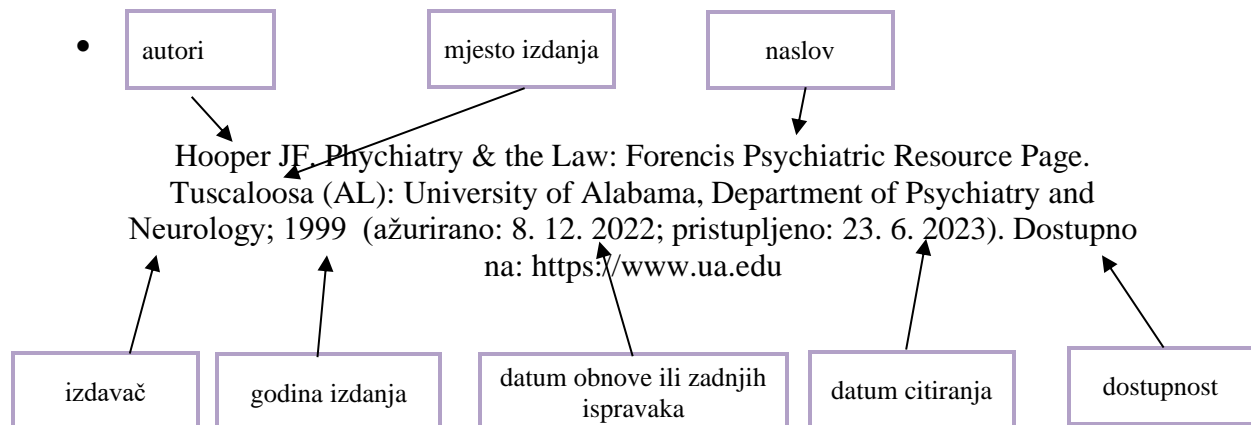 • autori mjesto izdanja naslov
Hooper JF. Phychiatry & the Law: Forencis Psychiatric Resource Page.
Tuscaloosa (AL): University of Alabama, Department of Psychiatry and
Neurology; 1999 (ažurirano: 8. 12. 2022; pristupljeno: 23. 6. 2023). Dostupno
na: https://www.ua.edu
izdavač
godina izdanja
datum obnove ili zadnjih
ispravaka
datum citiranja
dostupnost